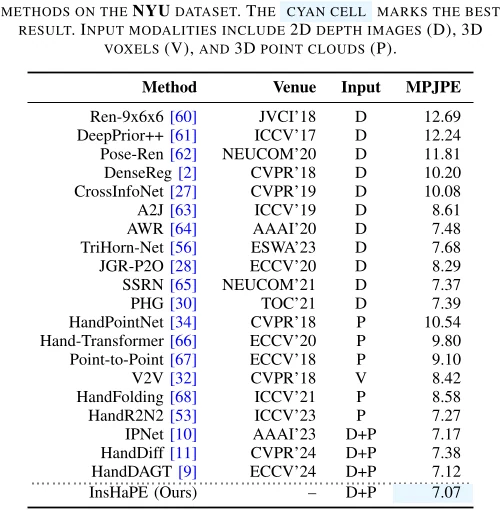 METHODS ON THE NYU DATASET. THE CYAN CELL MARKS THE BEST
RESULT. INPUT MODALITIES INCLUDE 2D DEPTH IMAGES (D), 3D
VOXELS (V), AND 3D POINT CLOUDS (P).
Method Venue Input MPJPE
Ren-9x6x6 [60] JVCI'18 D 12.69
DeepPrior++ [61] ICCV'17 D 12.24
Pose-Ren [62] NEUCOM'20 D 11.81
DenseReg [2] CVPR'18 D 10.20
CrossInfoNet [27] CVPR'19 D 10.08
A2J [63] ICCV'19 D 8.61
AWR [64] AAAI'20 D 7.48
TriHorn-Net [56] ESWA'23 D 7.68
JGR-P2O [28] ECCV'20 D 8.29
SSRN [65] NEUCOM'21 D 7.37
PHG [30] TOC'21 D 7.39
HandPointNet [34] CVPR'18 P 10.54
Hand-Transformer [66] ECCV'20 P 9.80
Point-to-Point [67] ECCV'18 P 9.10
V2V [32] CVPR'18 V 8.42
HandFolding [68] ICCV'21 P 8.58
HandR2N2 [53] ICCV'23 P 7.27
IPNet [10] AAAI'23 D+P 7.17
HandDiff [11] CVPR'24 D+P 7.38
HandDAGT [9] ECCV'24 D+P 7.12
InsHaPE (Ours) – D+P 7.07